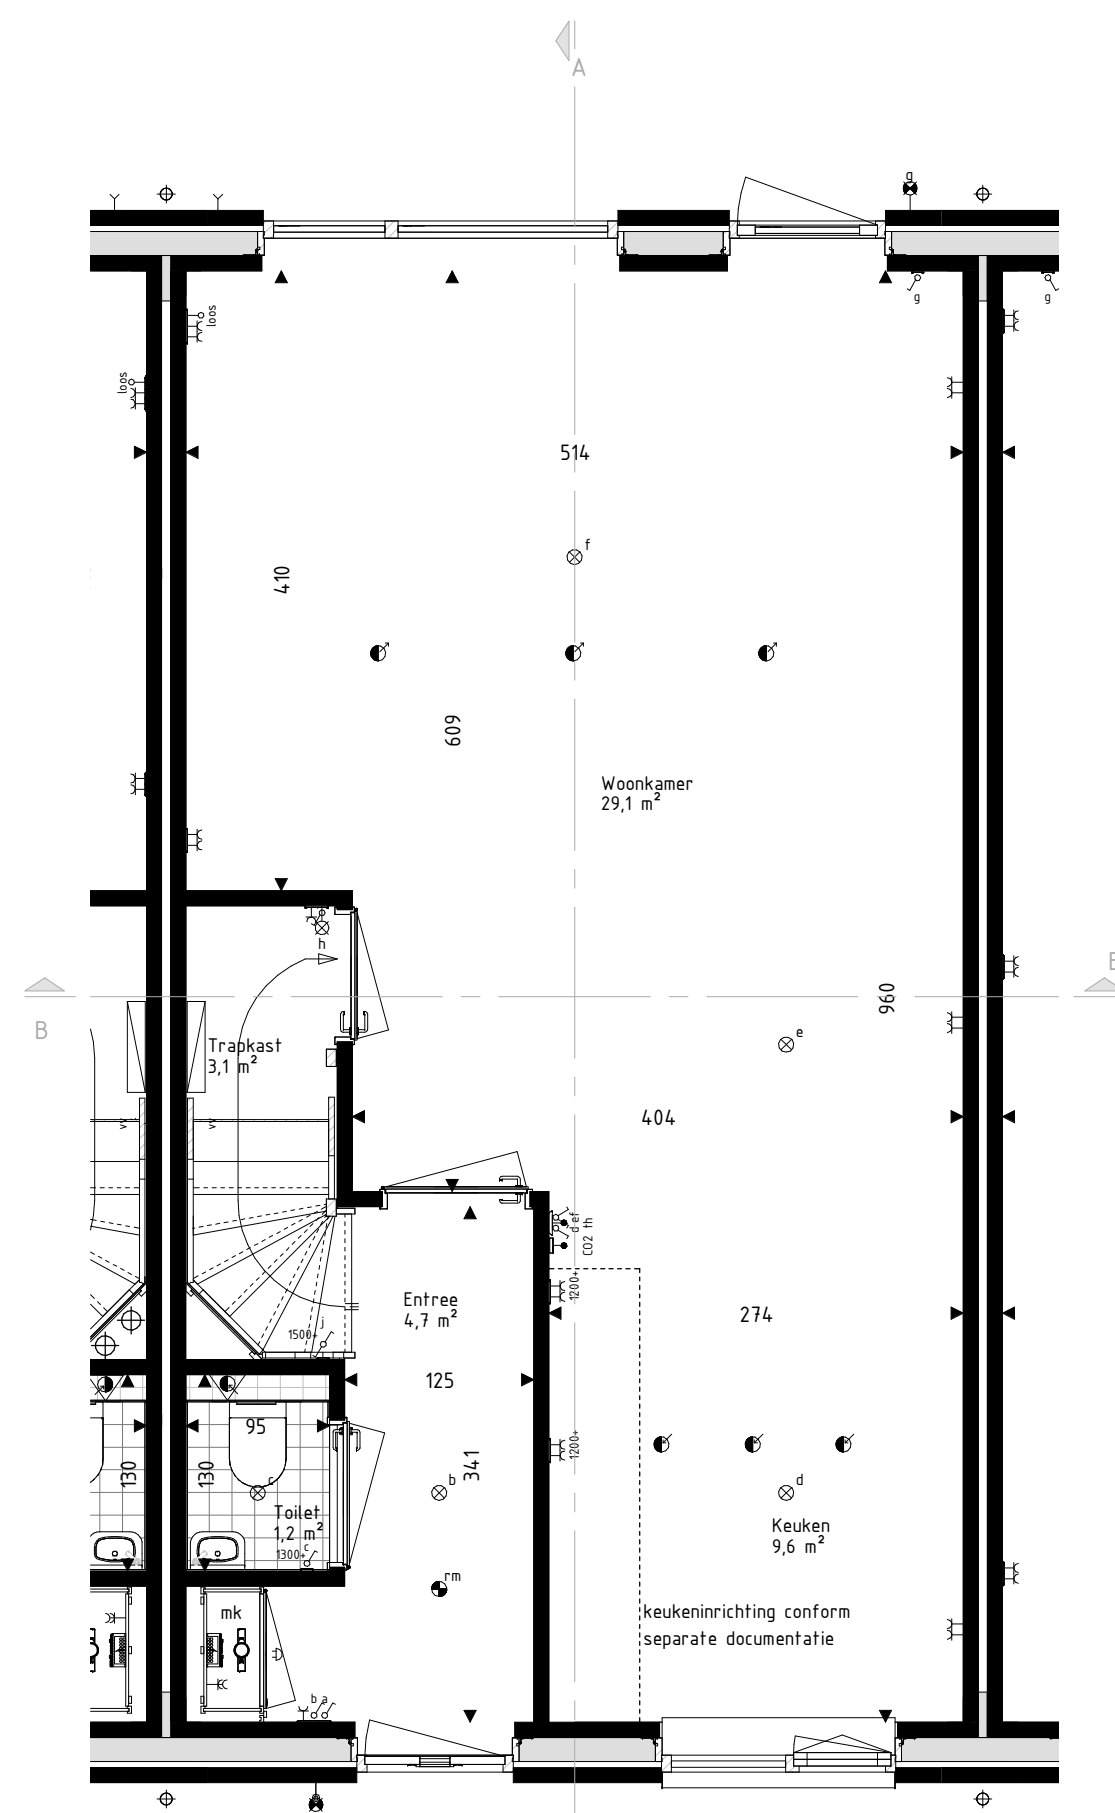 A
g
loos
g
g
loos
514
f
410
609
Woonkamer
29,1 m²
h
960
B
Trapkast
3,1 m²
e
404
d ef
CO2 th
1200+
Entree
4,7 m²
274
j
1500+
125
95
1200+
130
130
341
c
b
d
Toilet
1,2 m²
c
1300+
Keuken
9,6 m²
rm
mk
keukeninrichting conform
separate documentatie
b a